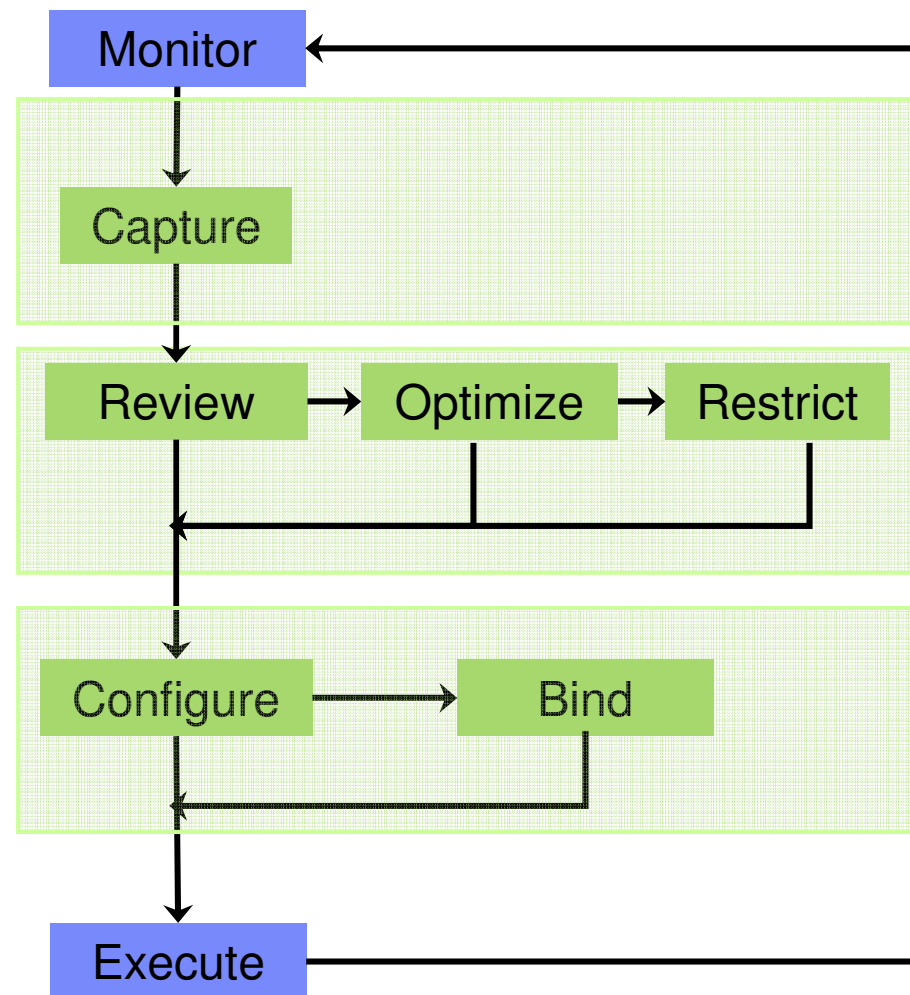 Monitor
Capture
Review
Optimize
Restrict
Configure
Bind
Execute